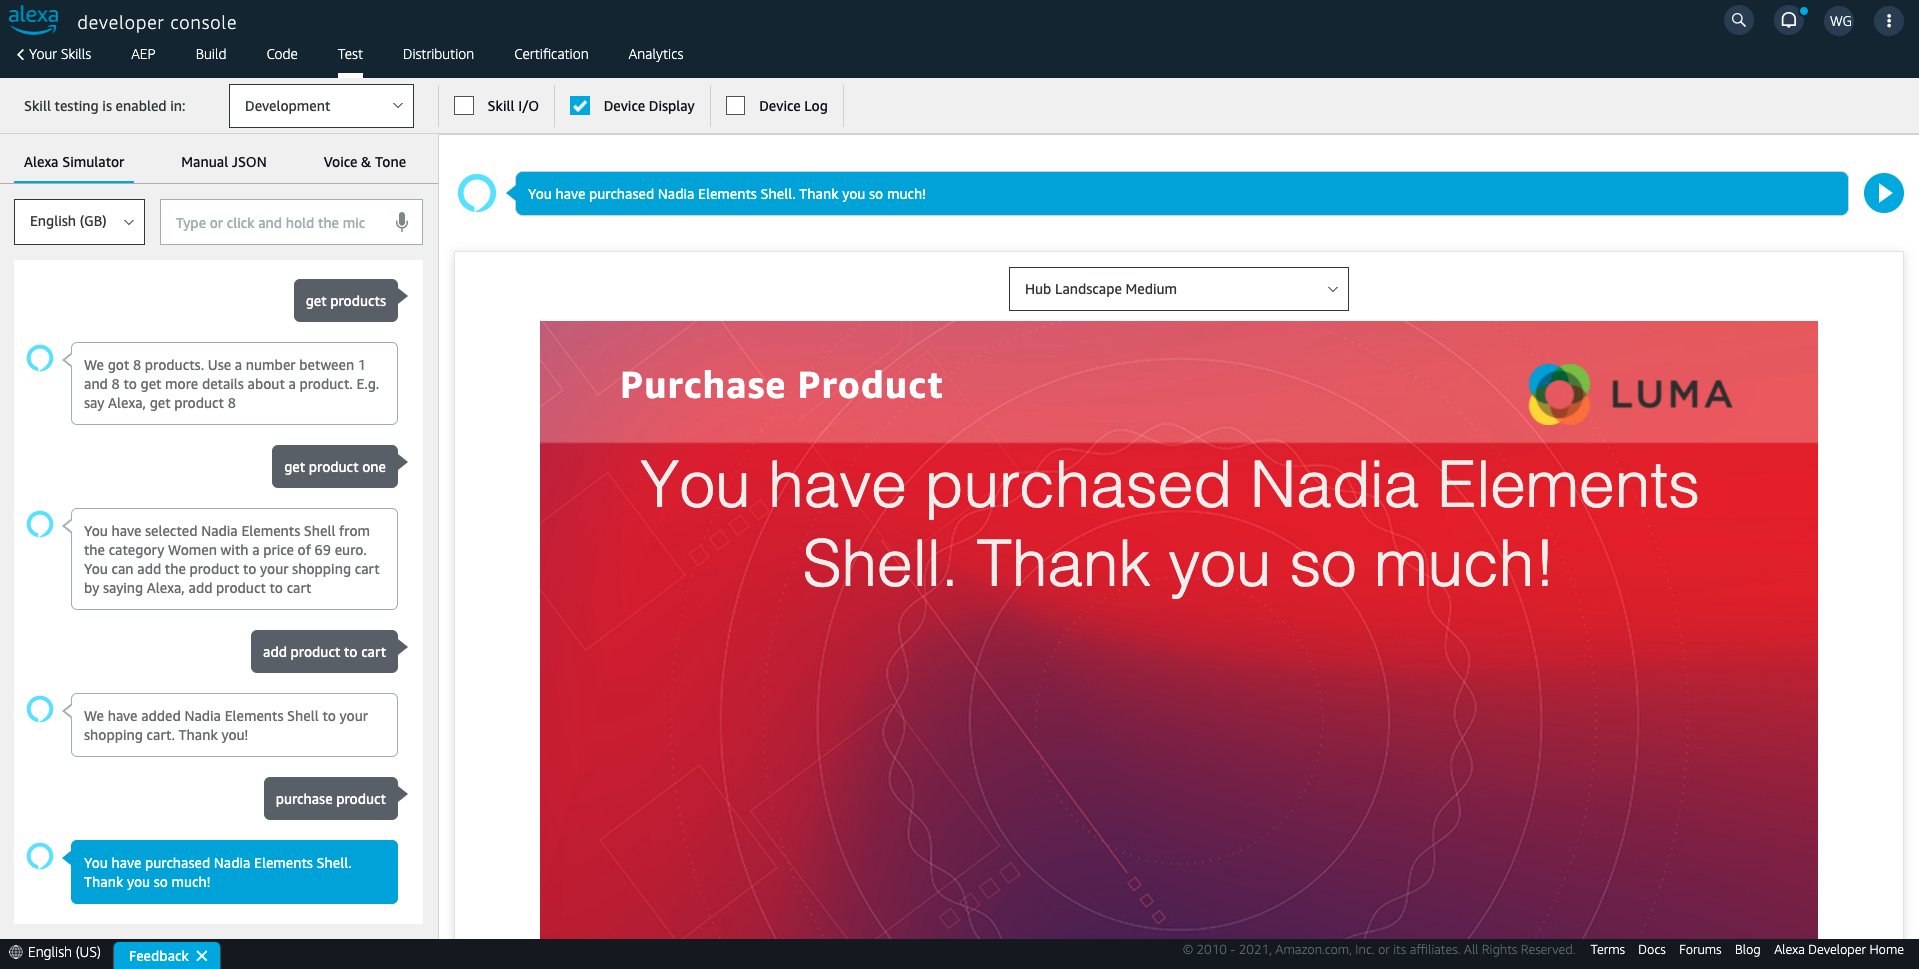 alexa developer console
WG
Your Skills AEP Build Code Test Distribution Certification Analytics
Skill testing is enabled in: Development Skill I/O Device Display Device Log
Alexa Simulator Manual JSON Voice & Tone
English (GB) Type or click and hold the mic
get products
We got 8 products. Use a number between 1
and 8 to get more details about a product. E.g.
say Alexa, get product 8
get product one
You have selected Nadia Elements Shell from
the category Women with a price of 69 euro.
You can add the product to your shopping cart
by saying Alexa, add product to cart
add product to cart
We have added Nadia Elements Shell to your
shopping cart. Thank you!
purchase product
You have purchased Nadia Elements Shell.
Thank you so much!
You have purchased Nadia Elements Shell. Thank you so much!
Hub Landscape Medium
Purchase Product
LUMA
You have purchased Nadia Elements
Shell. Thank you so much!
English (US) Feedback
© 2010 - 2021, Amazon.com, Inc. or its affiliates. All Rights Reserved. Terms Docs Forums Blog Alexa Developer Home